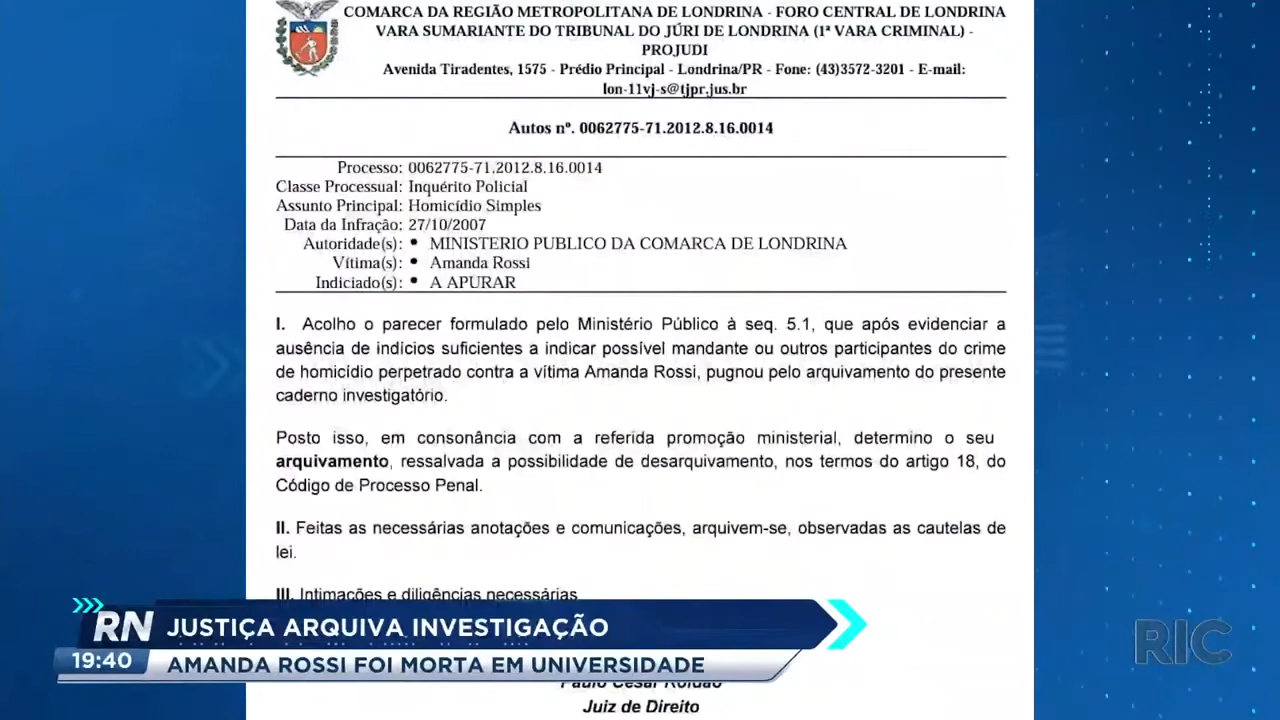 COMARCA DA REGIÃO METROPOLITANA DE LONDRINA - FORO CENTRAL DE LONDRINA
VARA SUMARIANTE DO TRIBUNAL DO JÚRI DE LONDRINA (1ª VARA CRIMINAL) -
PROJUDI
Avenida Tiradentes, 1575 - Prédio Principal - Londrina/PR - Fone: (43)3572-3201 - E-mail:
lon-11vj-s@tjpr.jus.br
Autos nº. 0062775-71.2012.8.16.0014
Processo: 0062775-71.2012.8.16.0014
Classe Processual: Inquérito Policial
Assunto Principal: Homicídio Simples
Data da Infração: 27/10/2007
Autoridade(s): • MINISTERIO PUBLICO DA COMARCA DE LONDRINA
Vítima(s): • Amanda Rossi
Indiciado(s): • A APURAR
I. Acolho o parecer formulado pelo Ministério Público à seq. 5.1, que após evidenciar a
ausência de indícios suficientes a indicar possível mandante ou outros participantes do crime
de homicídio perpetrado contra a vítima Amanda Rossi, pugnou pelo arquivamento do presente
caderno investigatório.
Posto isso, em consonância com a referida promoção ministerial, determino o seu
arquivamento, ressalvada a possibilidade de desarquivamento, nos termos do artigo 18, do
Código de Processo Penal.
II. Feitas as necessárias anotações e comunicações, arquivem-se, observadas as cautelas de
lei.
III. Intimações e diligências necessárias.
RN JUSTIÇA ARQUIVA INVESTIGAÇÃO
19:40 AMANDA ROSSI FOI MORTA EM UNIVERSIDADE
RIC
Paulo Cesar Roldão
Juiz de Direito